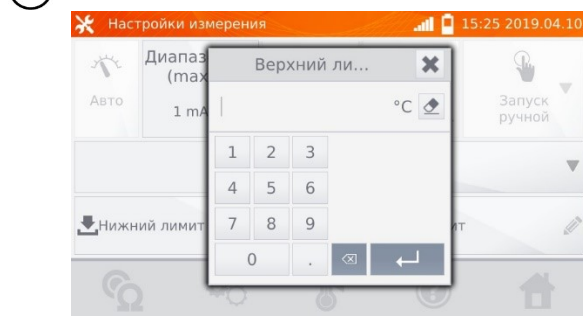 Настройки измерения 15:25 2019.04.10
Диапаз
(max
Авто
1 mA
Запуск
ручной
Верхний ли...
°C
1 2 3
4 5 6
7 8 9
0 .
Нижний лимит
ит